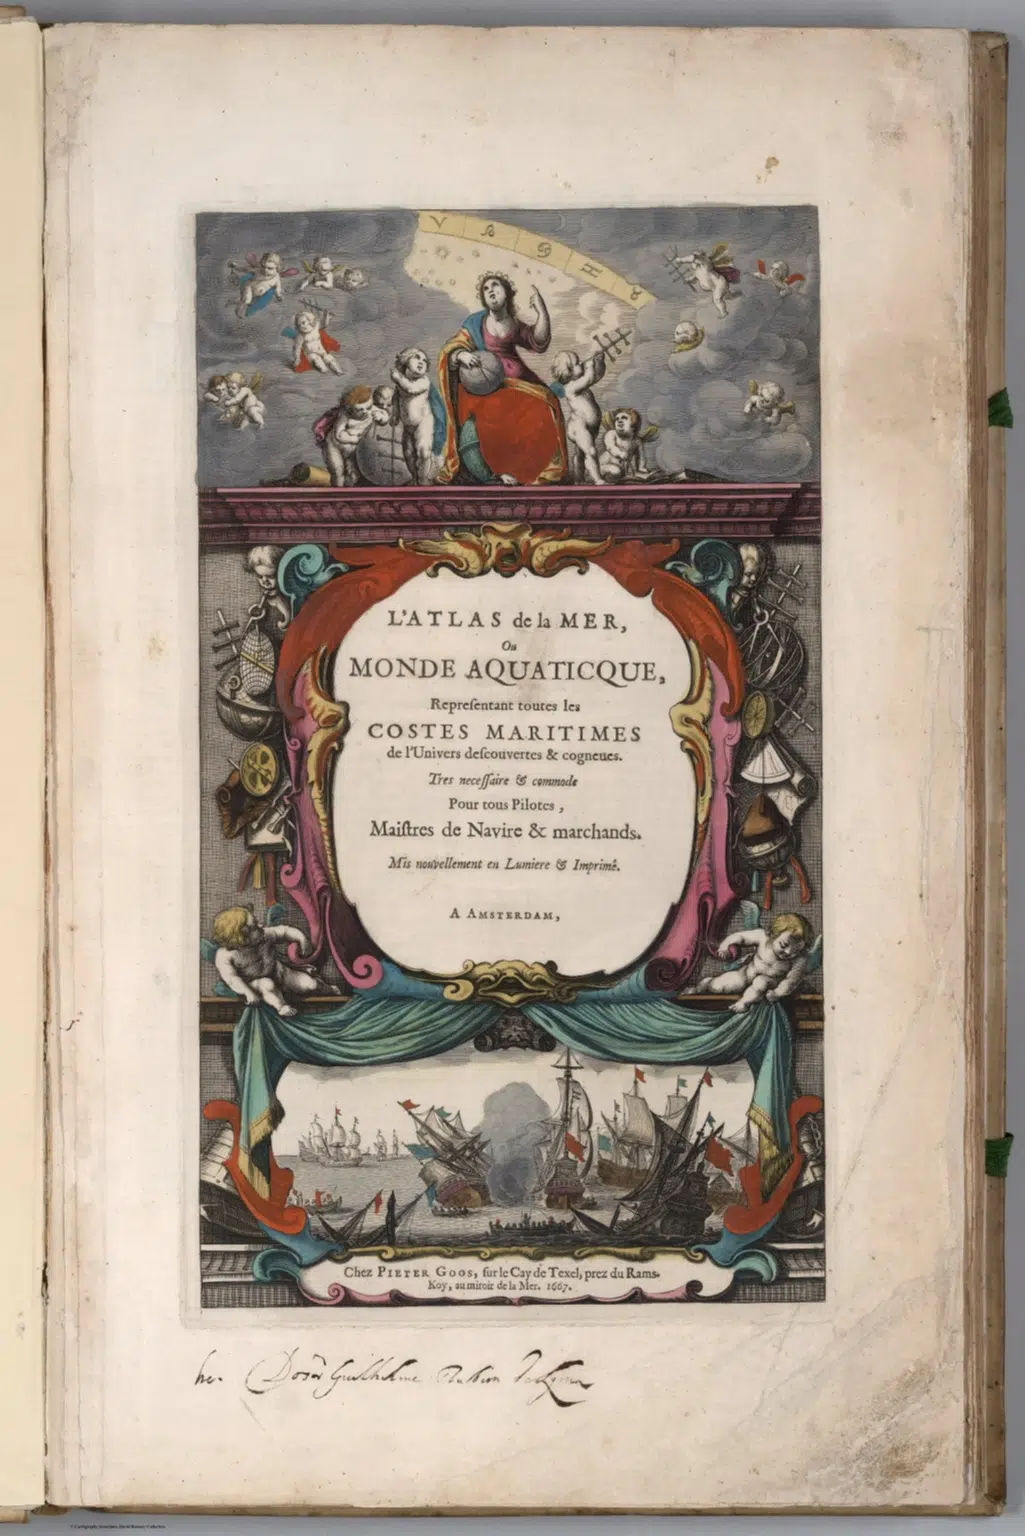 L'ATLAS de la MER,
Ou
MONDE AQUATICQUE,
Repreſentant toutes les
COSTES MARITIMES
de l'Univers deſcouvertes & cogneues.
Tres neceſſaire & commode
Pour tous Pilotes,
Maiſtres de Navire & marchands.
Mis nouvellement en Lumiere & Imprimé.
A AMSTERDAM,
Chez PIETER GOOS, ſur le Cay de Texel, prez du Rams-
Koy, au miroir de la Mer. 1667.